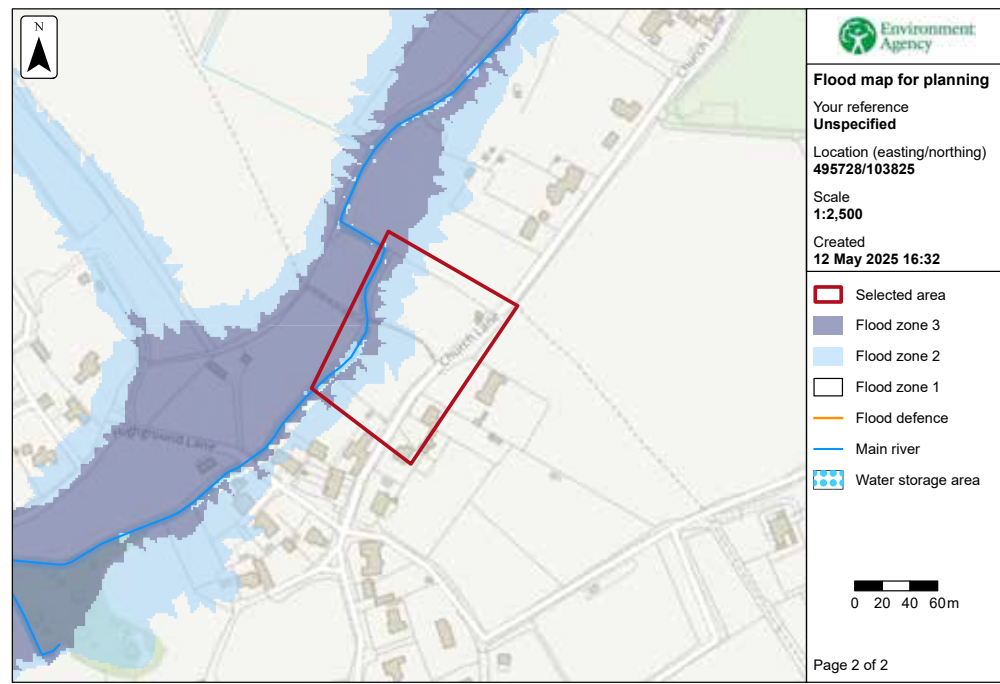 N
Church Lane
Church Lane
Highground Lane
Environment
Agency
Flood map for planning
Your reference
Unspecified
Location (easting/northing)
495728/103825
Scale
1:2,500
Created
12 May 2025 16:32
Selected area
Flood zone 3
Flood zone 2
Flood zone 1
Flood defence
Main river
Water storage area
0 20 40 60m
Page 2 of 2